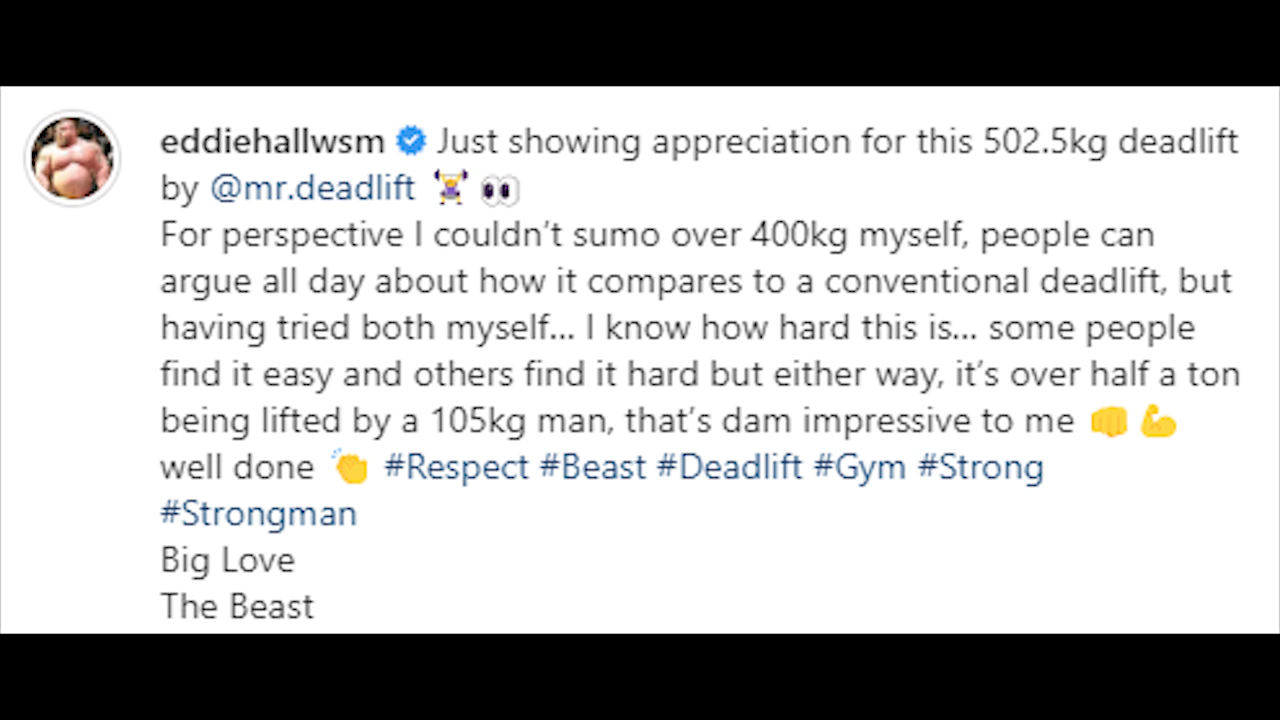 eddiehallwsm Just showing appreciation for this 502.5kg deadlift
by @mr.deadlift 🏋️‍♀️ 👀
For perspective I couldn’t sumo over 400kg myself, people can
argue all day about how it compares to a conventional deadlift, but
having tried both myself... I know how hard this is... some people
find it easy and others find it hard but either way, it’s over half a ton
being lifted by a 105kg man, that’s dam impressive to me 👊 💪
well done 👏 #Respect #Beast #Deadlift #Gym #Strong
#Strongman
Big Love
The Beast